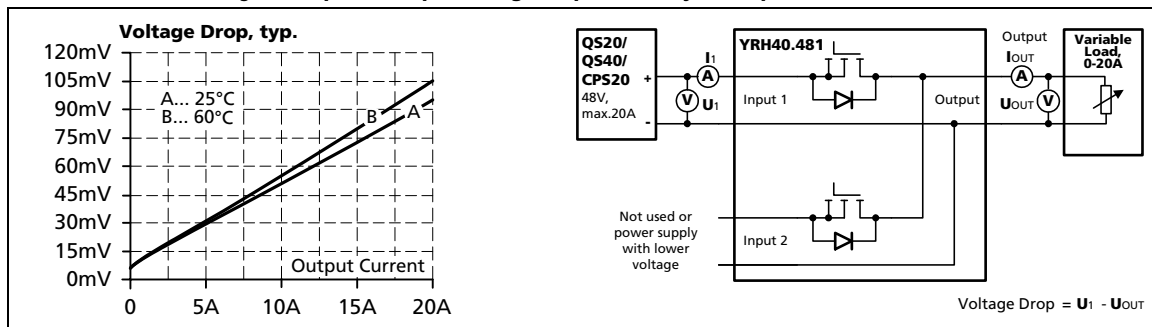 Voltage Drop, typ.
120mV
105mV
90mV
75mV
60mV
45mV
30mV
15mV
0mV
A... 25°C
B... 60°C
B
A
Output Current
0
5A
10A
15A
20A
QS20/
QS40/
CPS20
48V,
max.20A
+
-
I1
A
V
U1
YRH40.481
Input 1
Output
Input 2
Not used or
power supply
with lower
voltage
Output
IOUT
A
UOUT
V
Variable
Load,
0-20A
Voltage Drop = U1 - UOUT